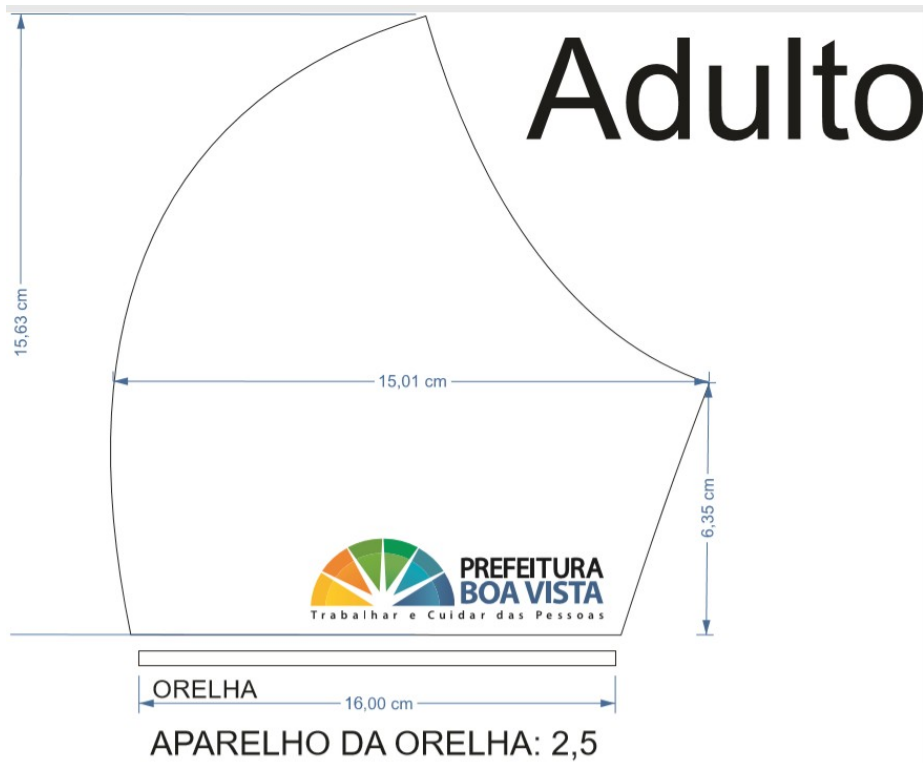 Adulto
15,63 cm
15,01 cm
6,35 cm
PREFEITURA
BOA VISTA
Trabalhar e Cuidar das Pessoas
ORELHA
16,00 cm
APARELHO DA ORELHA: 2,5